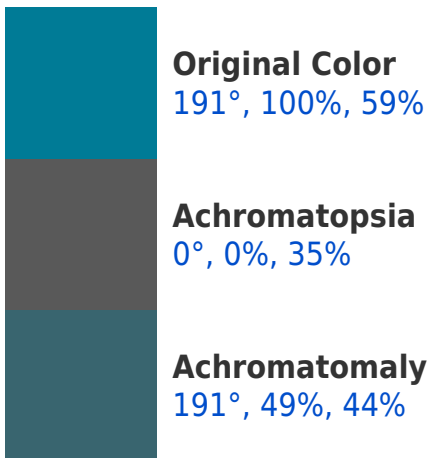 Original Color
191°, 100%, 59%
Achromatopsia
0°, 0%, 35%
Achromatomaly
191°, 49%, 44%